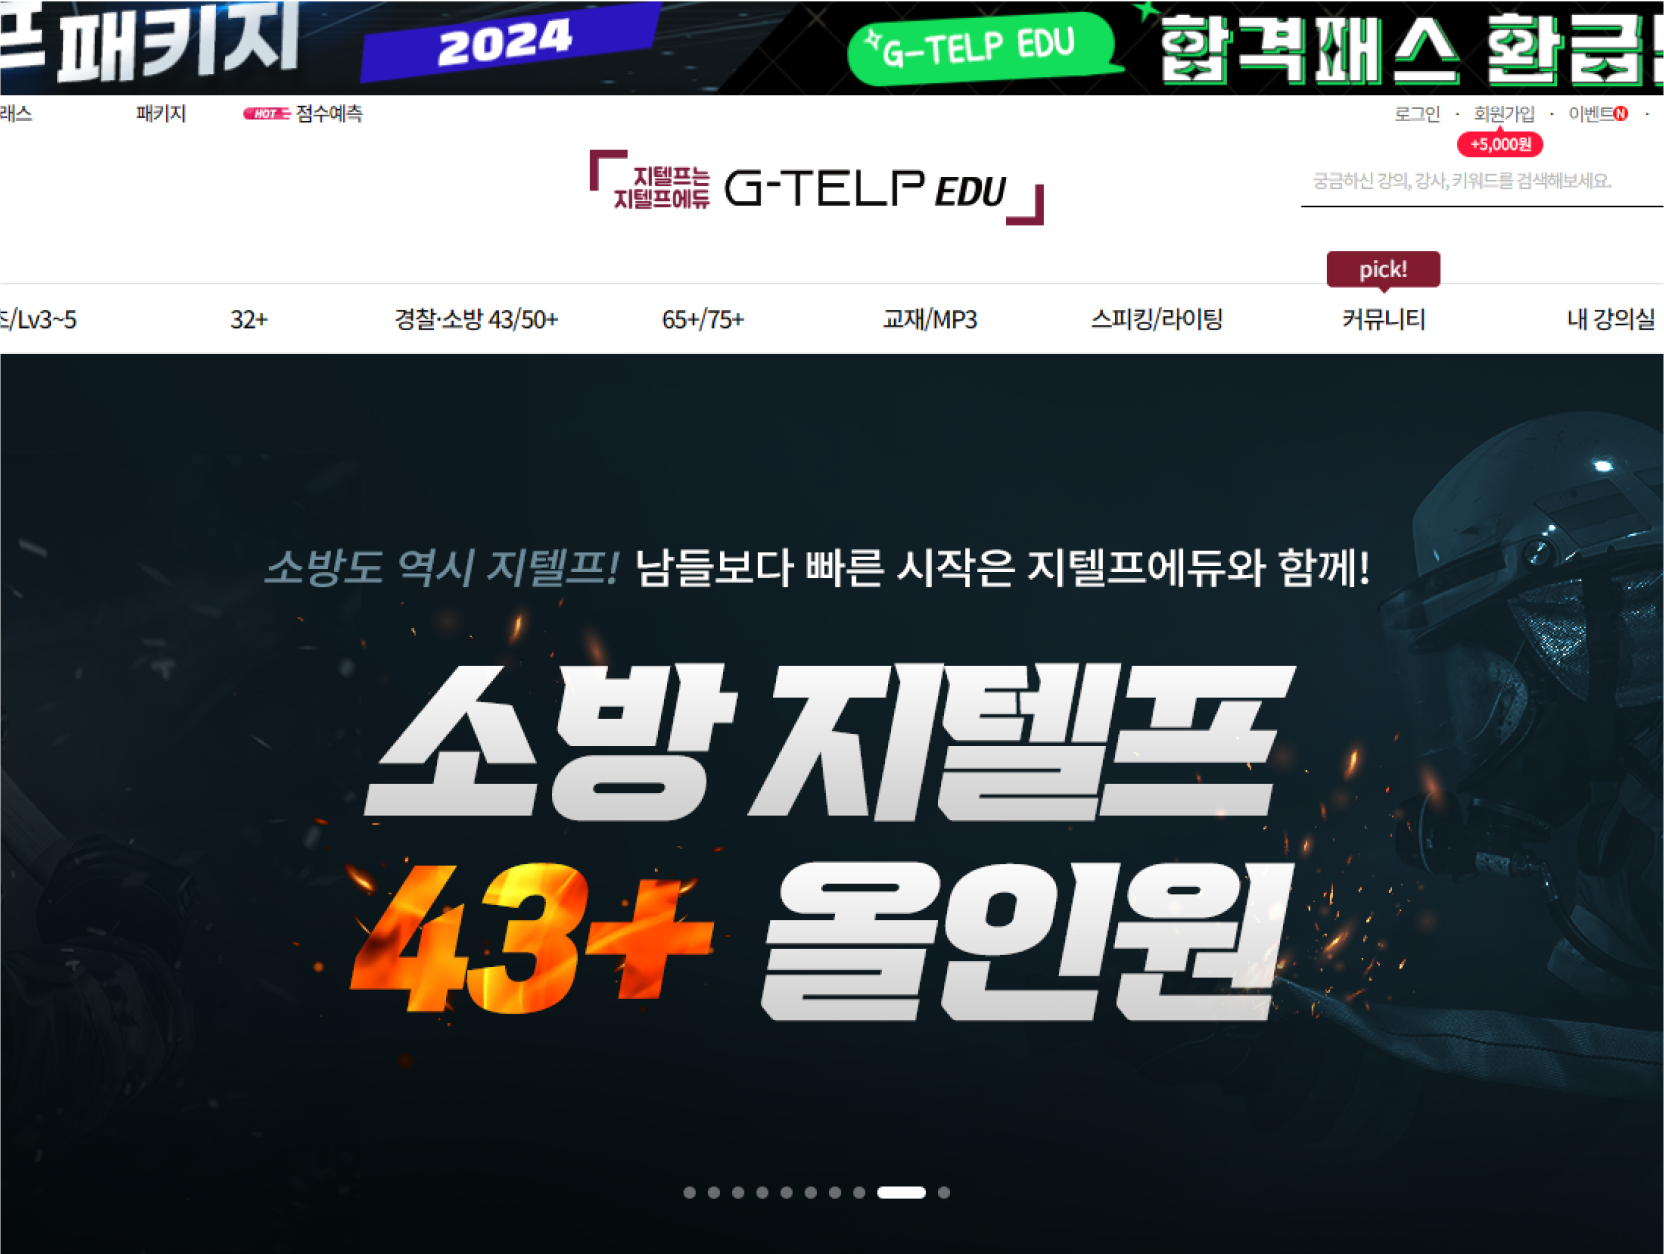 패키지
2024
G-TELP EDU
합격패스 환급
패키지
HOT 점수예측
로그인 · 회원가입 · 이벤트 N ·
+5,000원
지텔프는
지텔프에듀
G-TELP EDU
궁금하신 강의, 강사, 키워드를 검색해보세요.
pick!
/Lv3~5
32+
경찰·소방 43/50+
65+/75+
교재/MP3
스피킹/라이팅
커뮤니티
내 강의실
소방도 역시 지텔프! 남들보다 빠른 시작은 지텔프에듀와 함께!
소방 지텔프
43+ 올인원